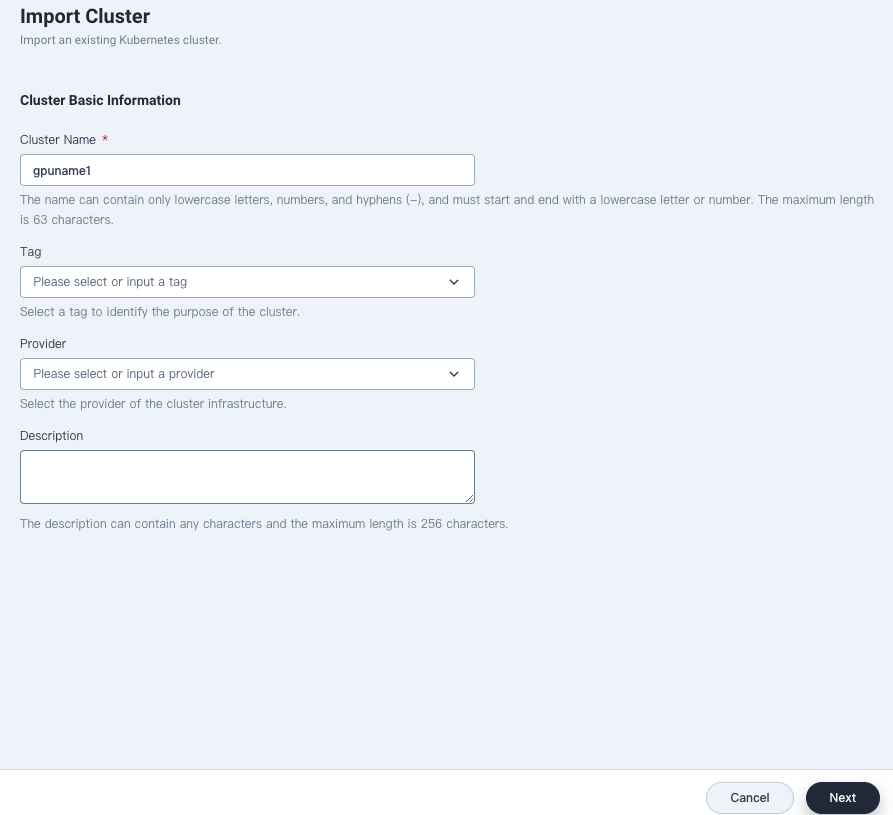 Import Cluster
Import an existing Kubernetes cluster.
Cluster Basic Information
Cluster Name *
gpuname1
The name can contain only lowercase letters, numbers, and hyphens (-), and must start and end with a lowercase letter or number. The maximum length
is 63 characters.
Tag
Please select or input a tag
Select a tag to identify the purpose of the cluster.
Provider
Please select or input a provider
Select the provider of the cluster infrastructure.
Description
The description can contain any characters and the maximum length is 256 characters.
Cancel
Next